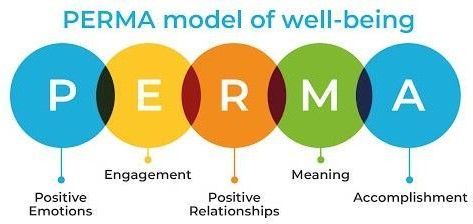 PERMA model of well-being
P E R M A
Engagement
Meaning
Positive
Emotions
Positive
Relationships
Accomplishment